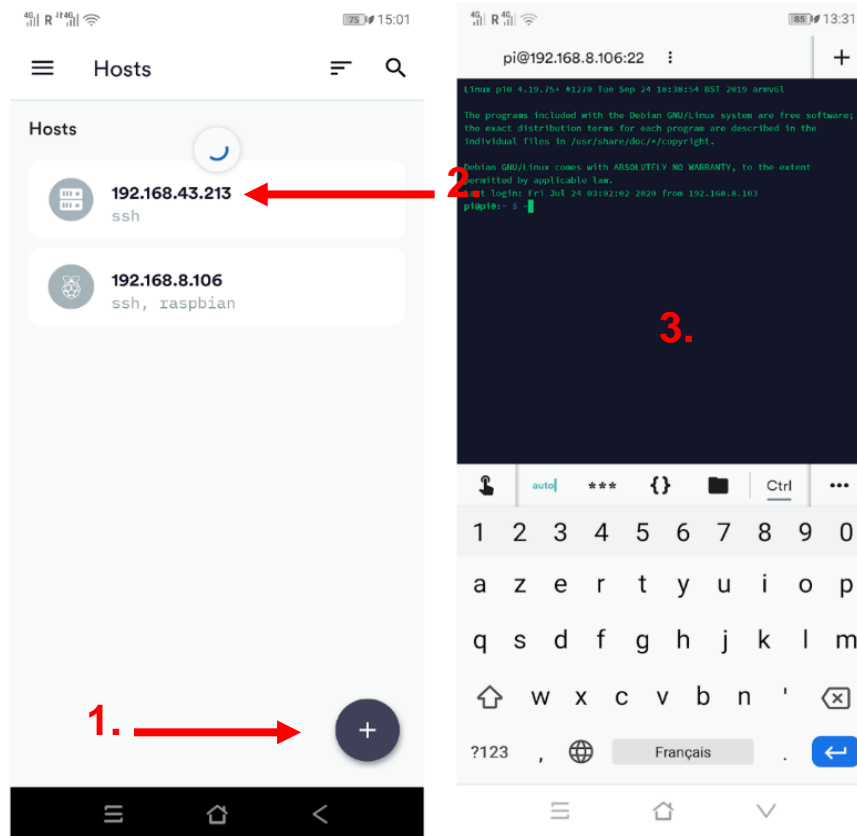 4G R 4G 75 15:01
Hosts
Hosts
192.168.43.213
ssh
192.168.8.106
ssh, raspbian
1.
+
2.
4G R 4G 85 13:31
pi@192.168.8.106:22
+
Linux pi0 4.19.75+ #1270 Tue Sep 24 18:38:54 BST 2019 armv6l
The programs included with the Debian GNU/Linux system are free software;
the exact distribution terms for each program are described in the
individual files in /usr/share/doc/*/copyright.
Debian GNU/Linux comes with ABSOLUTELY NO WARRANTY, to the extent
permitted by applicable law.
login: Fri Jul 24 03:02:02 2020 from 192.168.8.103
pi@pi0:~ $ -
3.
auto *** {} Ctrl •••
1 2 3 4 5 6 7 8 9 0
a z e r t y u i o p
q s d f g h j k l m
w x c v b n '
?123 , Français .